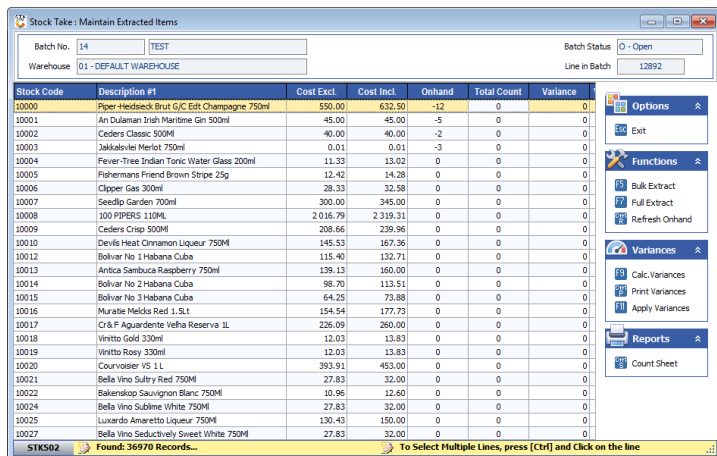 Stock Take : Maintain Extracted Items
Batch No. 14 TEST Batch Status O - Open
Warehouse 01 - DEFAULT WAREHOUSE Line in Batch 12892
Stock Code Description #1 Cost Excl. Cost Incl. Onhand Total Count Variance
10000 Piper-Heidsieck Brut G/C Edt Champagne 750ml 550.00 632.50 -12 0 0
10001 An Dulaman Irish Maritime Gin 500ml 45.00 45.00 -5 0 0
10002 Ceders Classic 500Ml 40.00 40.00 -2 0 0
10003 Jakkalsvlei Merlot 750ml 0.01 0.01 -3 0 0
10004 Fever-Tree Indian Tonic Water Glass 200ml 11.33 13.02 0 0 0
10005 Fishermans Friend Brown Stripe 25g 12.42 14.28 0 0 0
10006 Clipper Gas 300ml 28.33 32.58 0 0 0
10007 Seedlip Garden 700ml 300.00 345.00 0 0 0
10008 100 PIPERS 110ML 2 016.79 2 319.31 0 0 0
10009 Ceders Crisp 500Ml 208.66 239.96 0 0 0
10010 Devils Heat Cinnamon Liqueur 750Ml 145.53 167.36 0 0 0
10012 Bolivar No 1 Habana Cuba 115.40 132.71 0 0 0
10013 Antica Sambuca Raspberry 750ml 139.13 160.00 0 0 0
10014 Bolivar No 2 Habana Cuba 98.70 113.51 0 0 0
10015 Bolivar No 3 Habana Cuba 64.25 73.88 0 0 0
10016 Muratie Melcks Red 1.5Lt 154.54 177.73 0 0 0
10017 Cr&F Aguardente Velha Reserva 1L 226.09 260.00 0 0 0
10018 Vinitto Gold 330ml 12.03 13.83 0 0 0
10019 Vinitto Rosy 330ml 12.03 13.83 0 0 0
10020 Courvoisier VS 1 L 393.91 453.00 0 0 0
10021 Bella Vino Sultry Red 750Ml 27.83 32.00 0 0 0
10022 Bakenskop Sauvignon Blanc 750Ml 10.96 12.60 0 0 0
10024 Bella Vino Sublime White 750Ml 27.83 32.00 0 0 0
10025 Luxardo Amaretto Liqueur 750Ml 130.43 150.00 0 0 0
10027 Bella Vino Seductively Sweet White 750Ml 27.83 32.00 0 0 0
Options
Esc Exit
Functions
F5 Bulk Extract
F7 Full Extract
Refresh Onhand
Variances
F9 Calc.Variances
Print Variances
F11 Apply Variances
Reports
Count Sheet
STK502 Found: 36970 Records... To Select Multiple Lines, press [Ctrl] and Click on the line